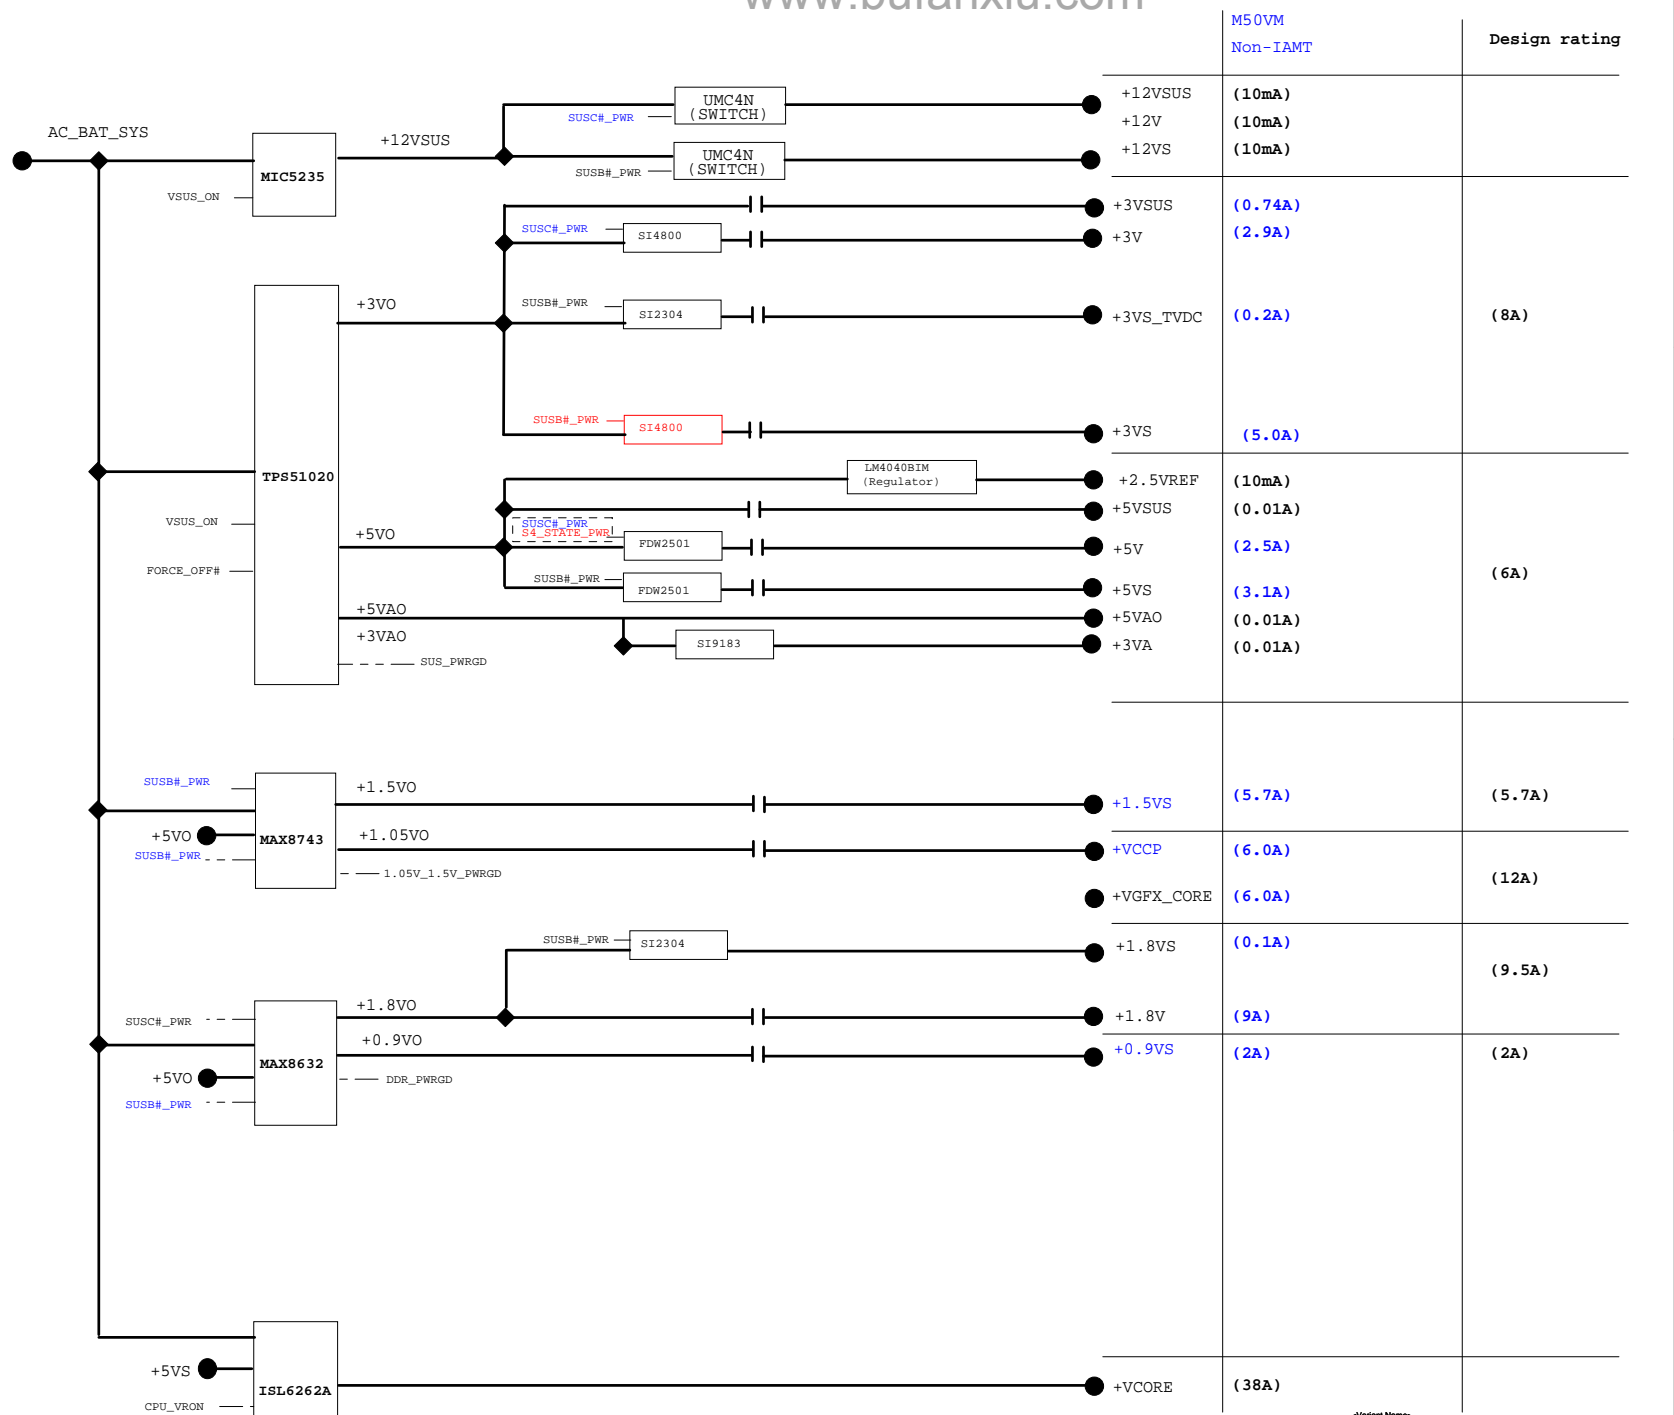 www.bufanxiu.com
M50VM
Non-IAMT
Design rating
AC_BAT_SYS
VSUS_ON
MIC5235
+12VSUS
SUSC#_PWR
UMC4N
(SWITCH)
SUSB#_PWR
UMC4N
(SWITCH)
+12VSUS (10mA)
+12V (10mA)
+12VS (10mA)
+3VSUS (0.74A)
SUSC#_PWR SI4800 +3V (2.9A)
+3VO
SUSB#_PWR SI2304 +3VS_TVDC (0.2A) (8A)
SUSB#_PWR SI4800 +3VS (5.0A)
TPS51020
VSUS_ON
FORCE_OFF#
LM4040BIM
(Regulator)
+2.5VREF (10mA)
+5VSUS (0.01A)
SUSC#_PWR
S4_STATE_PWR
+5VO
FDW2501 +5V (2.5A)
(6A)
SUSB#_PWR FDW2501 +5VS (3.1A)
+5VAO +5VAO (0.01A)
+3VAO SI9183 +3VA (0.01A)
SUS_PWRGD
SUSB#_PWR
+1.5VO +1.5VS (5.7A) (5.7A)
+5VO MAX8743
SUSB#_PWR
+1.05VO +VCCP (6.0A)
1.05V_1.5V_PWRGD
(12A)
+VGFX_CORE (6.0A)
SUSB#_PWR SI2304 +1.8VS (0.1A)
(9.5A)
+1.8VO +1.8V (9A)
SUSC#_PWR
+0.9VO +0.9VS (2A) (2A)
MAX8632
+5VO
DDR_PWRGD
SUSB#_PWR
+5VS
ISL6262A +VCORE (38A)
CPU_VRON